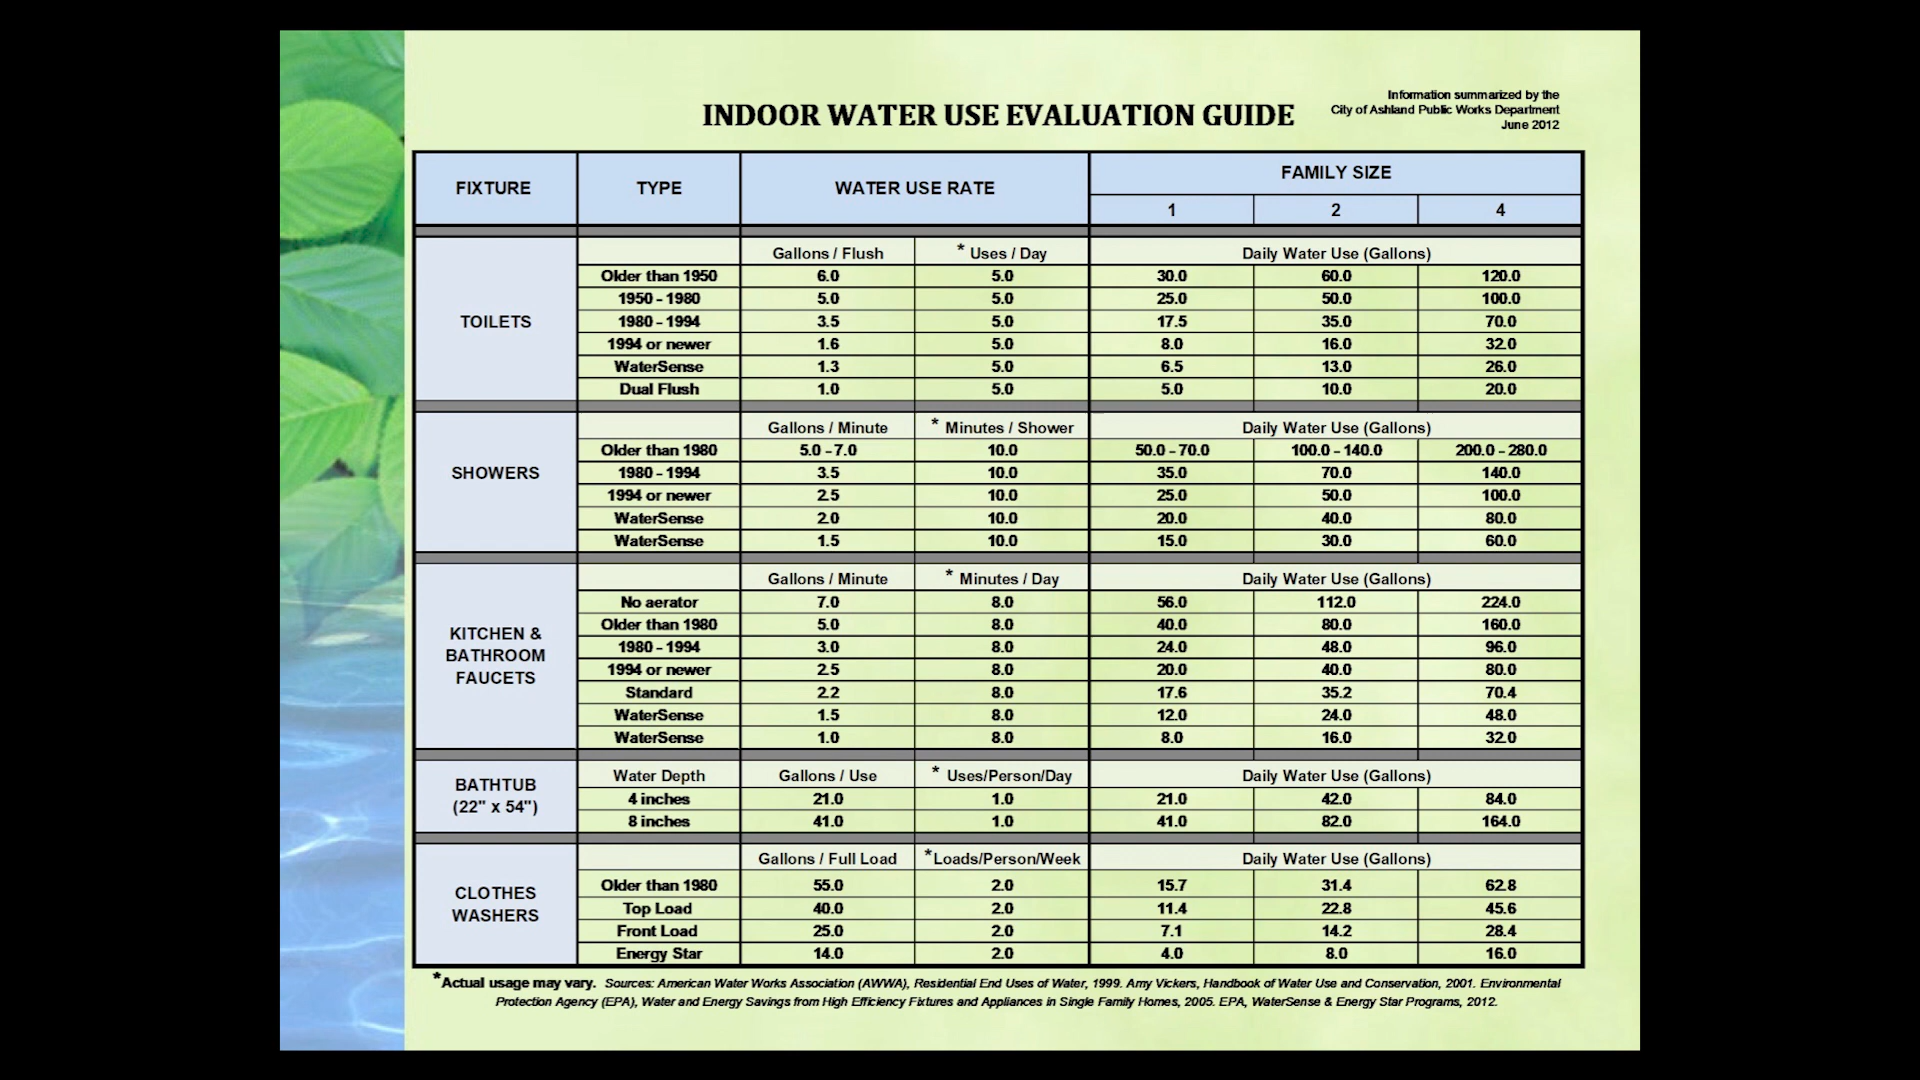 INDOOR WATER USE EVALUATION GUIDE
Information summarized by the
City of Ashland Public Works Department
June 2012
FIXTURE TYPE WATER USE RATE FAMILY SIZE
1 2 4
TOILETS
Gallons / Flush * Uses / Day Daily Water Use (Gallons)
Older than 1950 6.0 5.0 30.0 60.0 120.0
1950 - 1980 5.0 5.0 25.0 50.0 100.0
1980 - 1994 3.5 5.0 17.5 35.0 70.0
1994 or newer 1.6 5.0 8.0 16.0 32.0
WaterSense 1.3 5.0 6.5 13.0 26.0
Dual Flush 1.0 5.0 5.0 10.0 20.0
SHOWERS
Gallons / Minute * Minutes / Shower Daily Water Use (Gallons)
Older than 1980 5.0 - 7.0 10.0 50.0 - 70.0 100.0 - 140.0 200.0 - 280.0
1980 - 1994 3.5 10.0 35.0 70.0 140.0
1994 or newer 2.5 10.0 25.0 50.0 100.0
WaterSense 2.0 10.0 20.0 40.0 80.0
WaterSense 1.5 10.0 15.0 30.0 60.0
KITCHEN &
BATHROOM
FAUCETS
Gallons / Minute * Minutes / Day Daily Water Use (Gallons)
No aerator 7.0 8.0 56.0 112.0 224.0
Older than 1980 5.0 8.0 40.0 80.0 160.0
1980 - 1994 3.0 8.0 24.0 48.0 96.0
1994 or newer 2.5 8.0 20.0 40.0 80.0
Standard 2.2 8.0 17.6 35.2 70.4
WaterSense 1.5 8.0 12.0 24.0 48.0
WaterSense 1.0 8.0 8.0 16.0 32.0
BATHTUB
(22" x 54")
Water Depth Gallons / Use * Uses/Person/Day Daily Water Use (Gallons)
4 inches 21.0 1.0 21.0 42.0 84.0
8 inches 41.0 1.0 41.0 82.0 164.0
CLOTHES
WASHERS
Gallons / Full Load *Loads/Person/Week Daily Water Use (Gallons)
Older than 1980 55.0 2.0 15.7 31.4 62.8
Top Load 40.0 2.0 11.4 22.8 45.6
Front Load 25.0 2.0 7.1 14.2 28.4
Energy Star 14.0 2.0 4.0 8.0 16.0
*Actual usage may vary. Sources: American Water Works Association (AWWA), Residential End Uses of Water, 1999. Amy Vickers, Handbook of Water Use and Conservation, 2001. Environmental
Protection Agency (EPA), Water and Energy Savings from High Efficiency Fixtures and Appliances in Single Family Homes, 2005. EPA, WaterSense & Energy Star Programs, 2012.